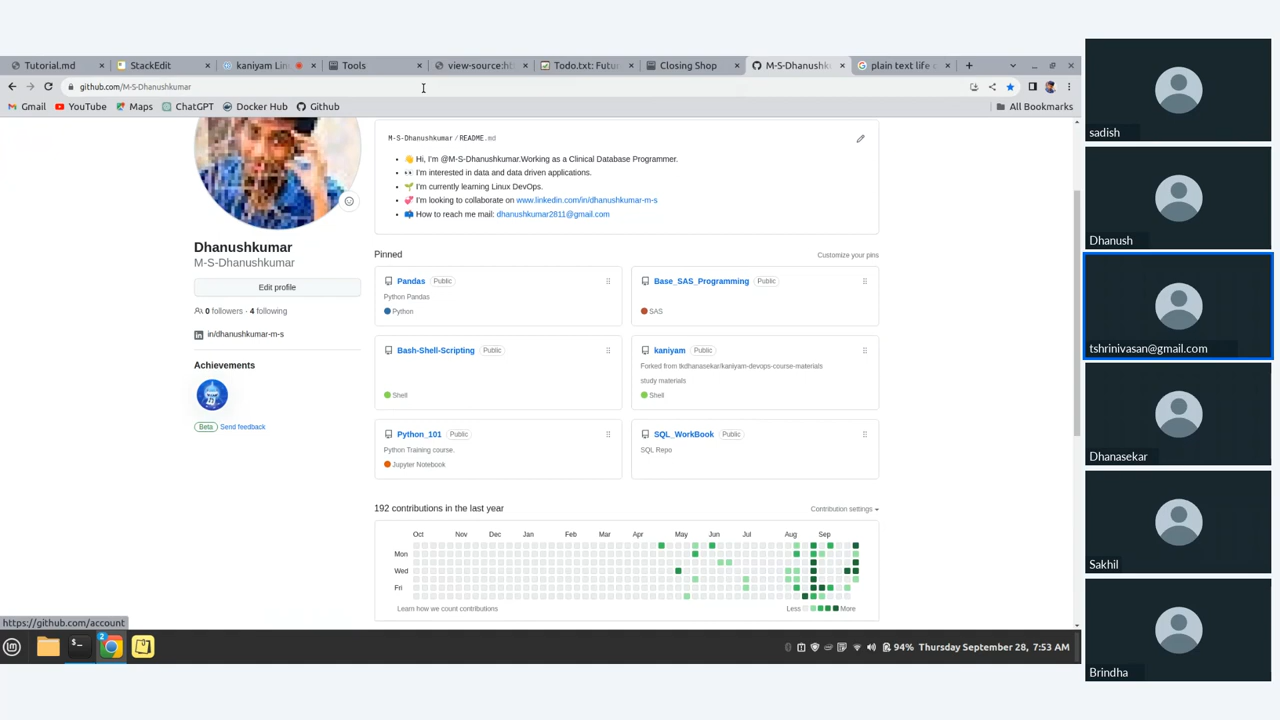 Tutorial.md
StackEdit
kaniyam Lin
Tools
view-source:ht
Todo.txt: Futu
Closing Shop
M-S-Dhanushk
plain text life
github.com/M-S-Dhanushkumar
Gmail
YouTube
Maps
ChatGPT
Docker Hub
Github
All Bookmarks
M-S-Dhanushkumar / README.md
👋 Hi, I'm @M-S-Dhanushkumar.Working as a Clinical Database Programmer.
👀 I'm interested in data and data driven applications.
🌱 I'm currently learning Linux DevOps.
💞️ I'm looking to collaborate on www.linkedin.com/in/dhanushkumar-m-s
📫 How to reach me mail: dhanushkumar2811@gmail.com
Dhanushkumar
M-S-Dhanushkumar
Edit profile
0 followers · 4 following
in/dhanushkumar-m-s
Achievements
Beta Send feedback
Pinned
Customize your pins
Pandas Public
Python Pandas
Python
Base_SAS_Programming Public
SAS
Bash-Shell-Scripting Public
Shell
kaniyam Public
Forked from tkdhanasekar/kaniyam-devops-course-materials
study materials
Shell
Python_101 Public
Python Training course.
Jupyter Notebook
SQL_WorkBook Public
SQL Repo
192 contributions in the last year
Contribution settings
Oct Nov Dec Jan Feb Mar Apr May Jun Jul Aug Sep
Mon
Wed
Fri
Learn how we count contributions
Less More
https://github.com/account
2
94% Thursday September 28, 7:53 AM
sadish
Dhanush
tshrinivasan@gmail.com
Dhanasekar
Sakhil
Brindha